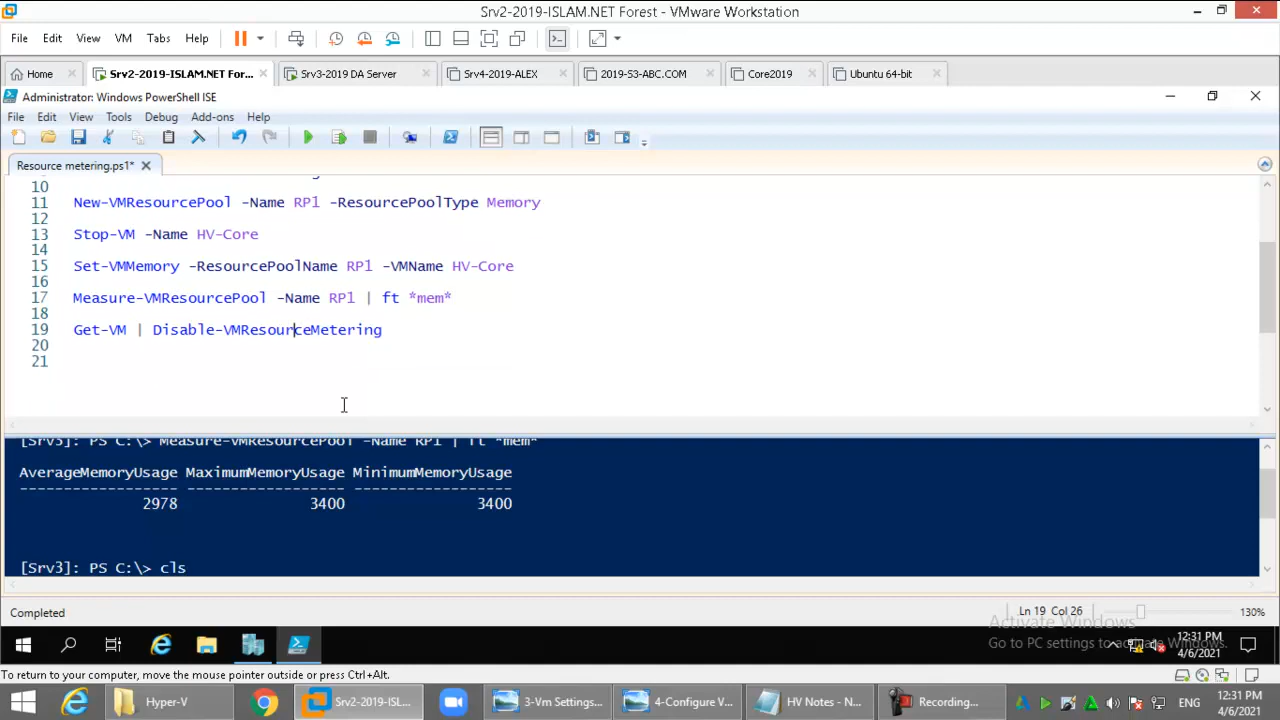 Srv2-2019-ISLAM.NET Forest - VMware Workstation
File Edit View VM Tabs Help
Home Srv2-2019-ISLAM.NET For... Srv3-2019 DA Server Srv4-2019-ALEX 2019-S3-ABC.COM Core2019 Ubuntu 64-bit
Administrator: Windows PowerShell ISE
File Edit View Tools Debug Add-ons Help
Resource metering.ps1*
10
11 New-VMResourcePool -Name RP1 -ResourcePoolType Memory
12
13 Stop-VM -Name HV-Core
14
15 Set-VMMemory -ResourcePoolName RP1 -VMName HV-Core
16
17 Measure-VMResourcePool -Name RP1 | ft *mem*
18
19 Get-VM | Disable-VMResourceMetering
20
21
[Srv3]: PS C:\> Measure-VMResourcePool -Name RP1 | ft *mem*
AverageMemoryUsage MaximumMemoryUsage MinimumMemoryUsage
------------------ ------------------ ------------------
2978 3400 3400
[Srv3]: PS C:\> cls
Completed Ln 19 Col 26 130%
Activate Windows
Go to PC settings to activate Windows.
12:31 PM
4/6/2021
To return to your computer, move the mouse pointer outside or press Ctrl+Alt.
Hyper-V Srv2-2019-ISL... 3-Vm Settings... 4-Configure V... HV Notes - N... Recording... ENG 12:31 PM
4/6/2021